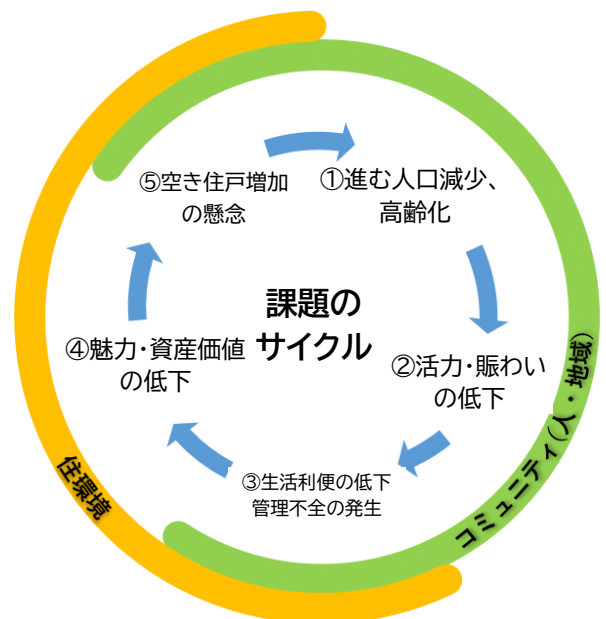 課題の
サイクル
①進む人口減少、
高齢化
②活力・賑わい
の低下
③生活利便の低下
管理不全の発生
④魅力・資産価値
の低下
⑤空き住戸増加
の懸念
コミュニティ(人・地域)
住環境